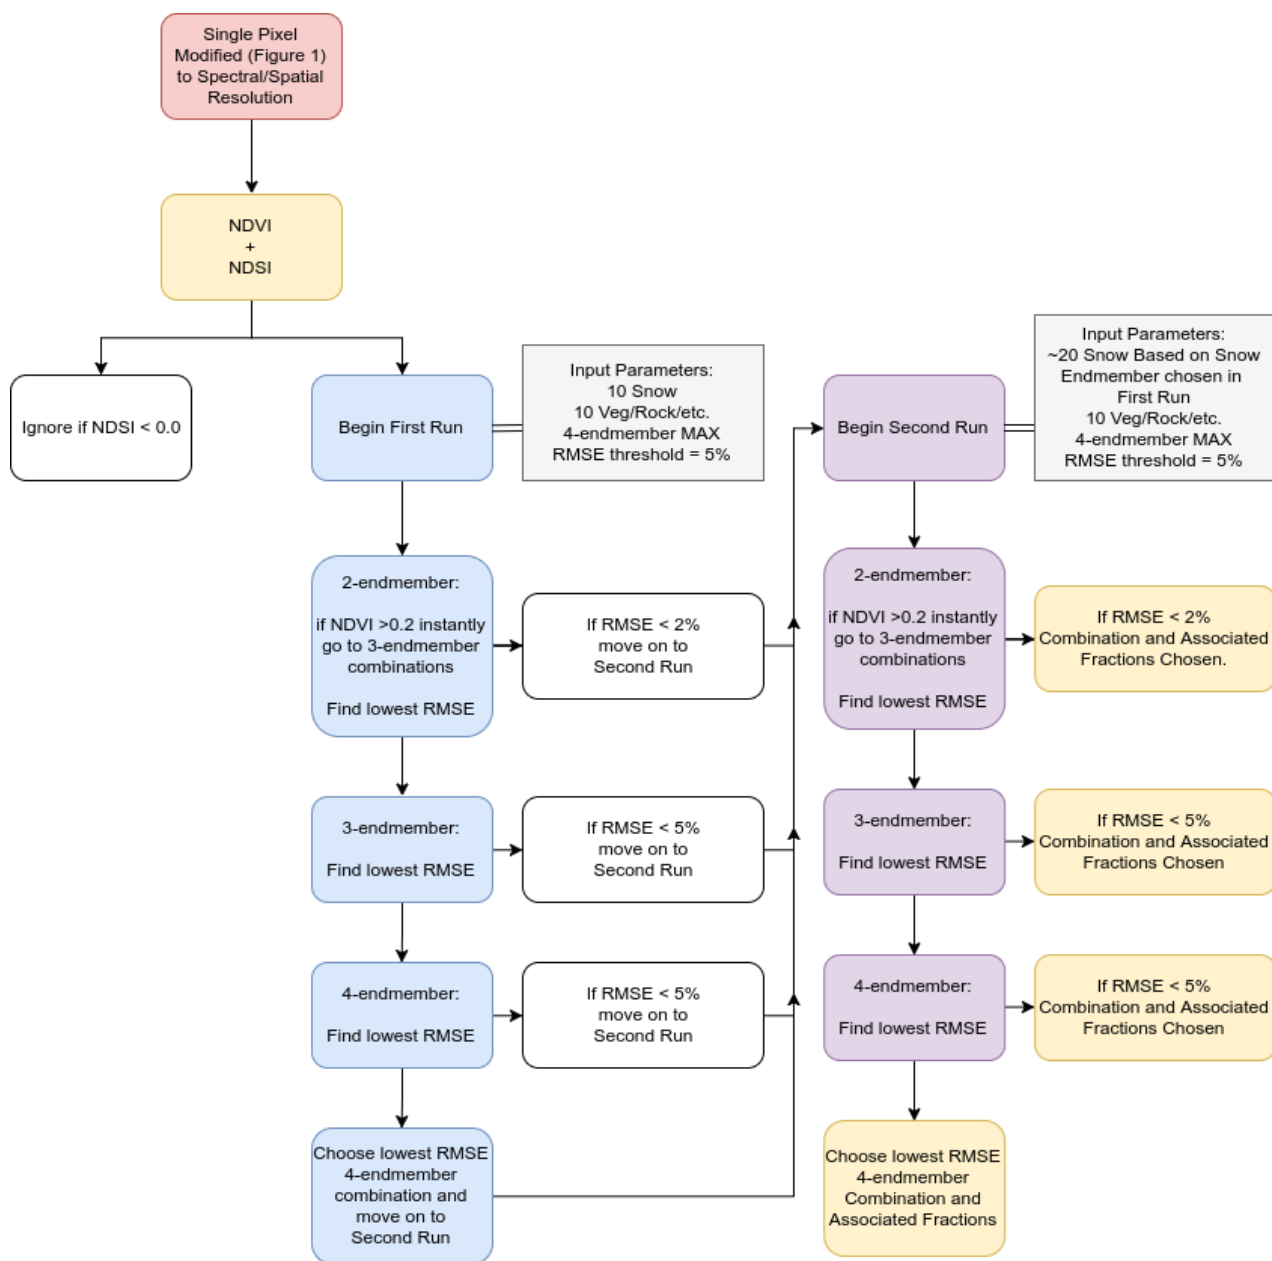 Single Pixel
Modified (Figure 1)
to Spectral/Spatial
Resolution
NDVI
+
NDSI
Ignore if NDSI < 0.0
Begin First Run
Input Parameters:
10 Snow
10 Veg/Rock/etc.
4-endmember MAX
RMSE threshold = 5%
Begin Second Run
Input Parameters:
~20 Snow Based on Snow
Endmember chosen in
First Run
10 Veg/Rock/etc.
4-endmember MAX
RMSE threshold = 5%
2-endmember:
if NDVI >0.2 instantly
go to 3-endmember
combinations
Find lowest RMSE
If RMSE < 2%
move on to
Second Run
2-endmember:
if NDVI >0.2 instantly
go to 3-endmember
combinations
Find lowest RMSE
If RMSE < 2%
Combination and Associated
Fractions Chosen.
3-endmember:
Find lowest RMSE
If RMSE < 5%
move on to
Second Run
3-endmember:
Find lowest RMSE
If RMSE < 5%
Combination and Associated
Fractions Chosen
4-endmember:
Find lowest RMSE
If RMSE < 5%
move on to
Second Run
4-endmember:
Find lowest RMSE
If RMSE < 5%
Combination and Associated
Fractions Chosen
Choose lowest RMSE
4-endmember
combination and
move on to
Second Run
Choose lowest RMSE
4-endmember
Combination and
Associated Fractions